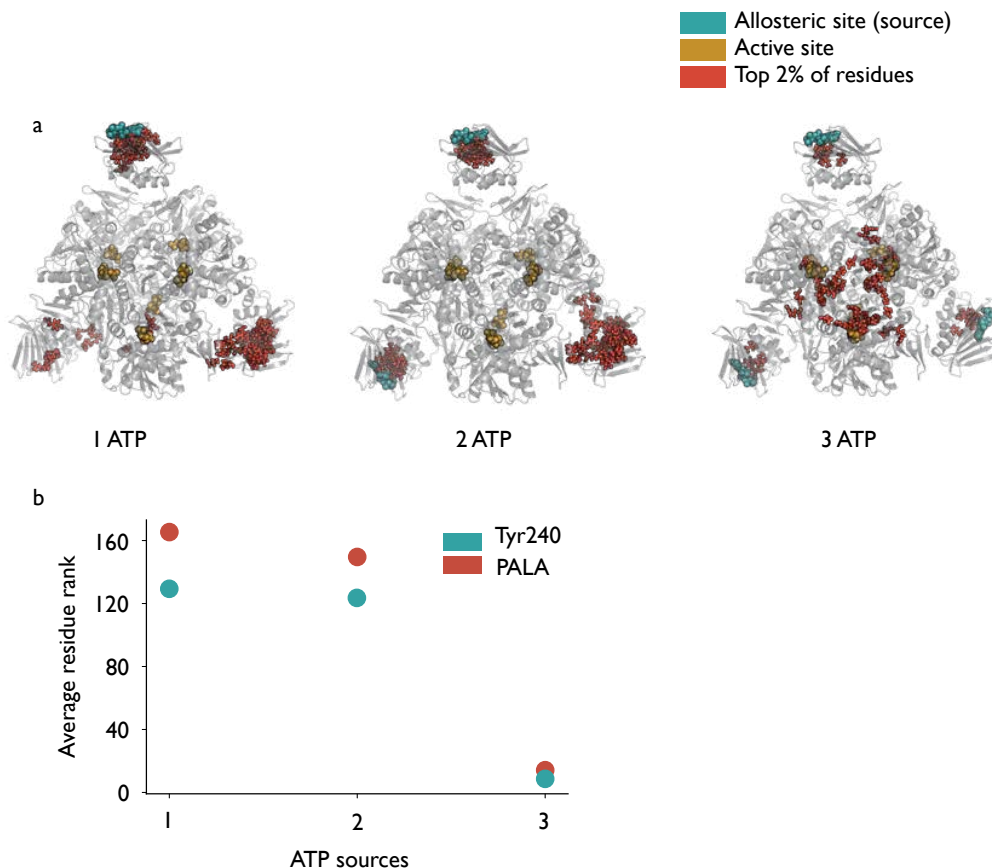 Allosteric site (source)
Active site
Top 2% of residues
a
1 ATP
2 ATP
3 ATP
b
Tyr240
PALA
Average residue rank
160
120
80
40
0
1
2
3
ATP sources